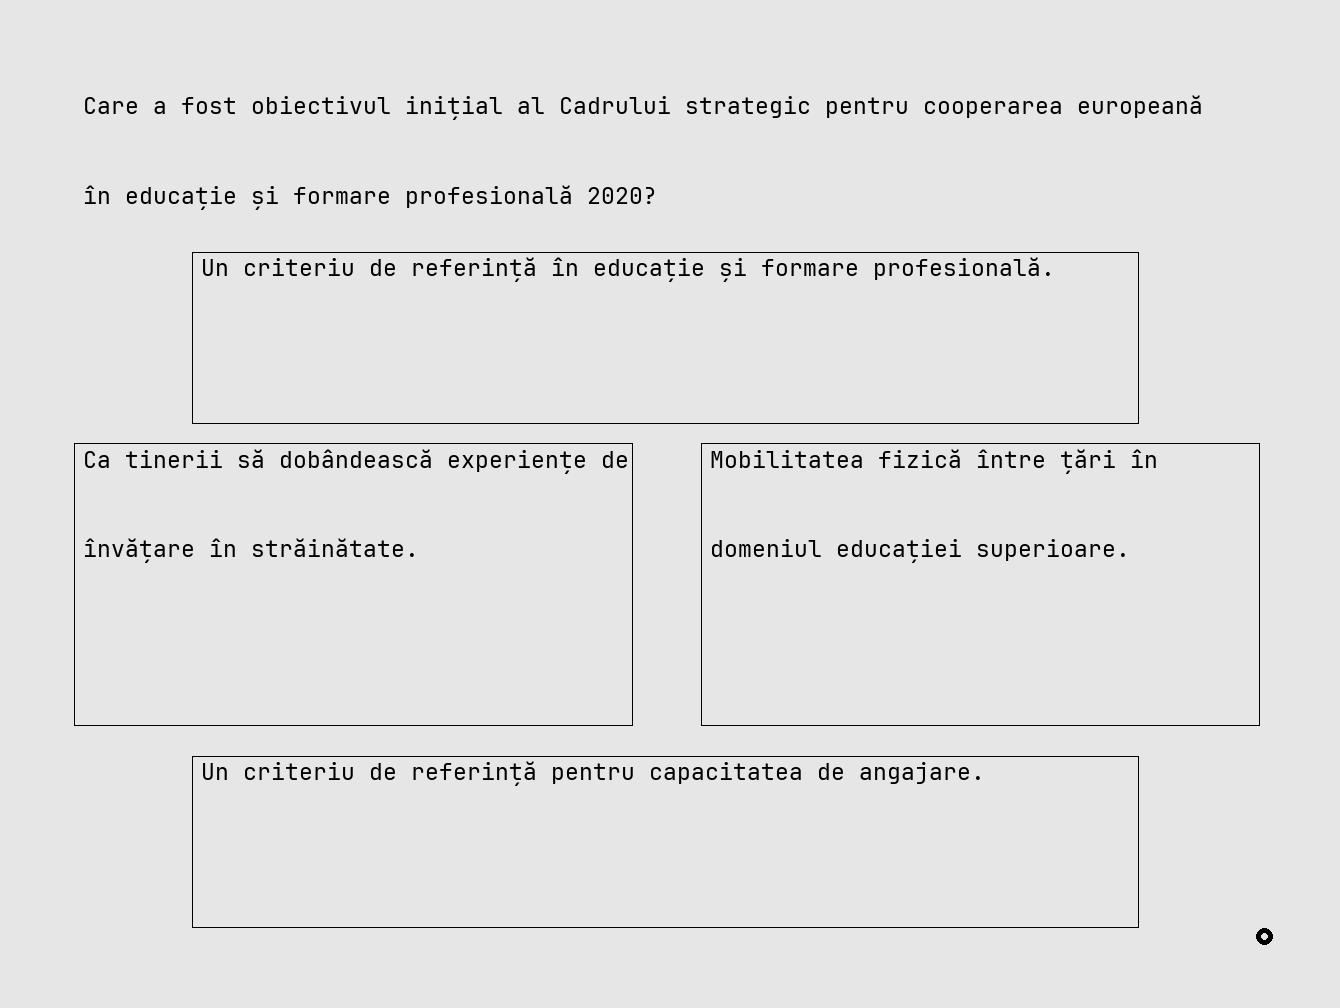 Care a fost obiectivul inițial al Cadrului strategic pentru cooperarea europeană
în educație și formare profesională 2020?
Un criteriu de referință în educație și formare profesională.
Ca tinerii să dobândească experiențe de
învățare în străinătate.
Mobilitatea fizică între țări în
domeniul educației superioare.
Un criteriu de referință pentru capacitatea de angajare.